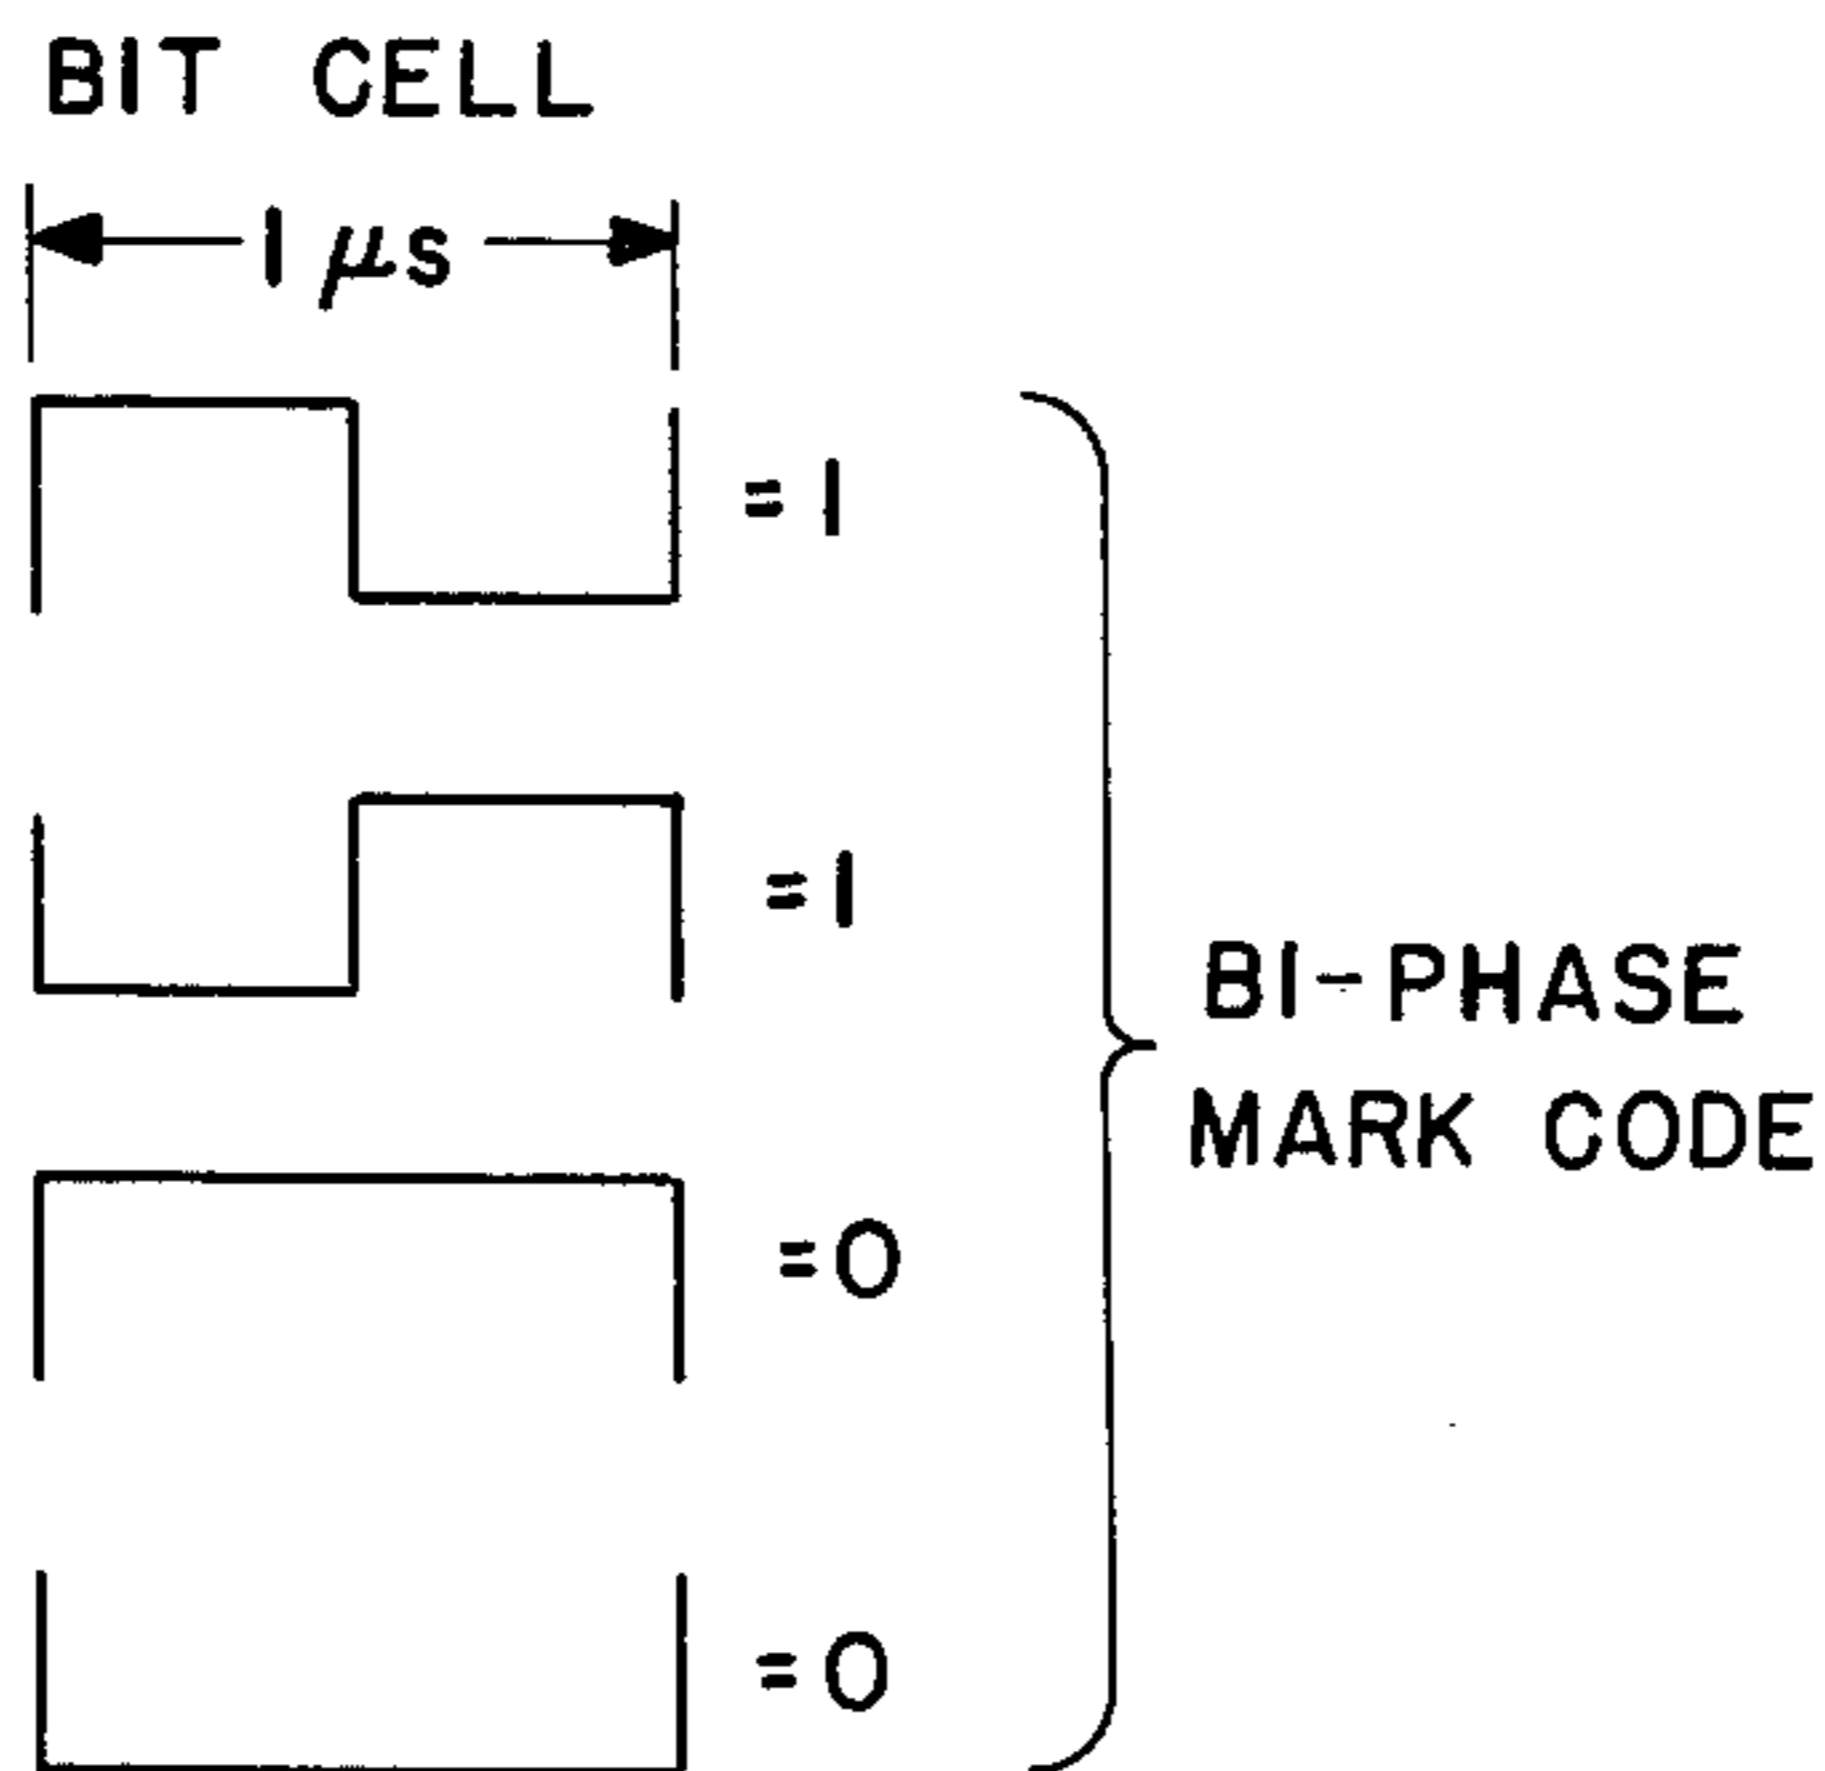 BIT CELL
1 μs
= 1
= 1
BI-PHASE
MARK CODE
= 0
= 0